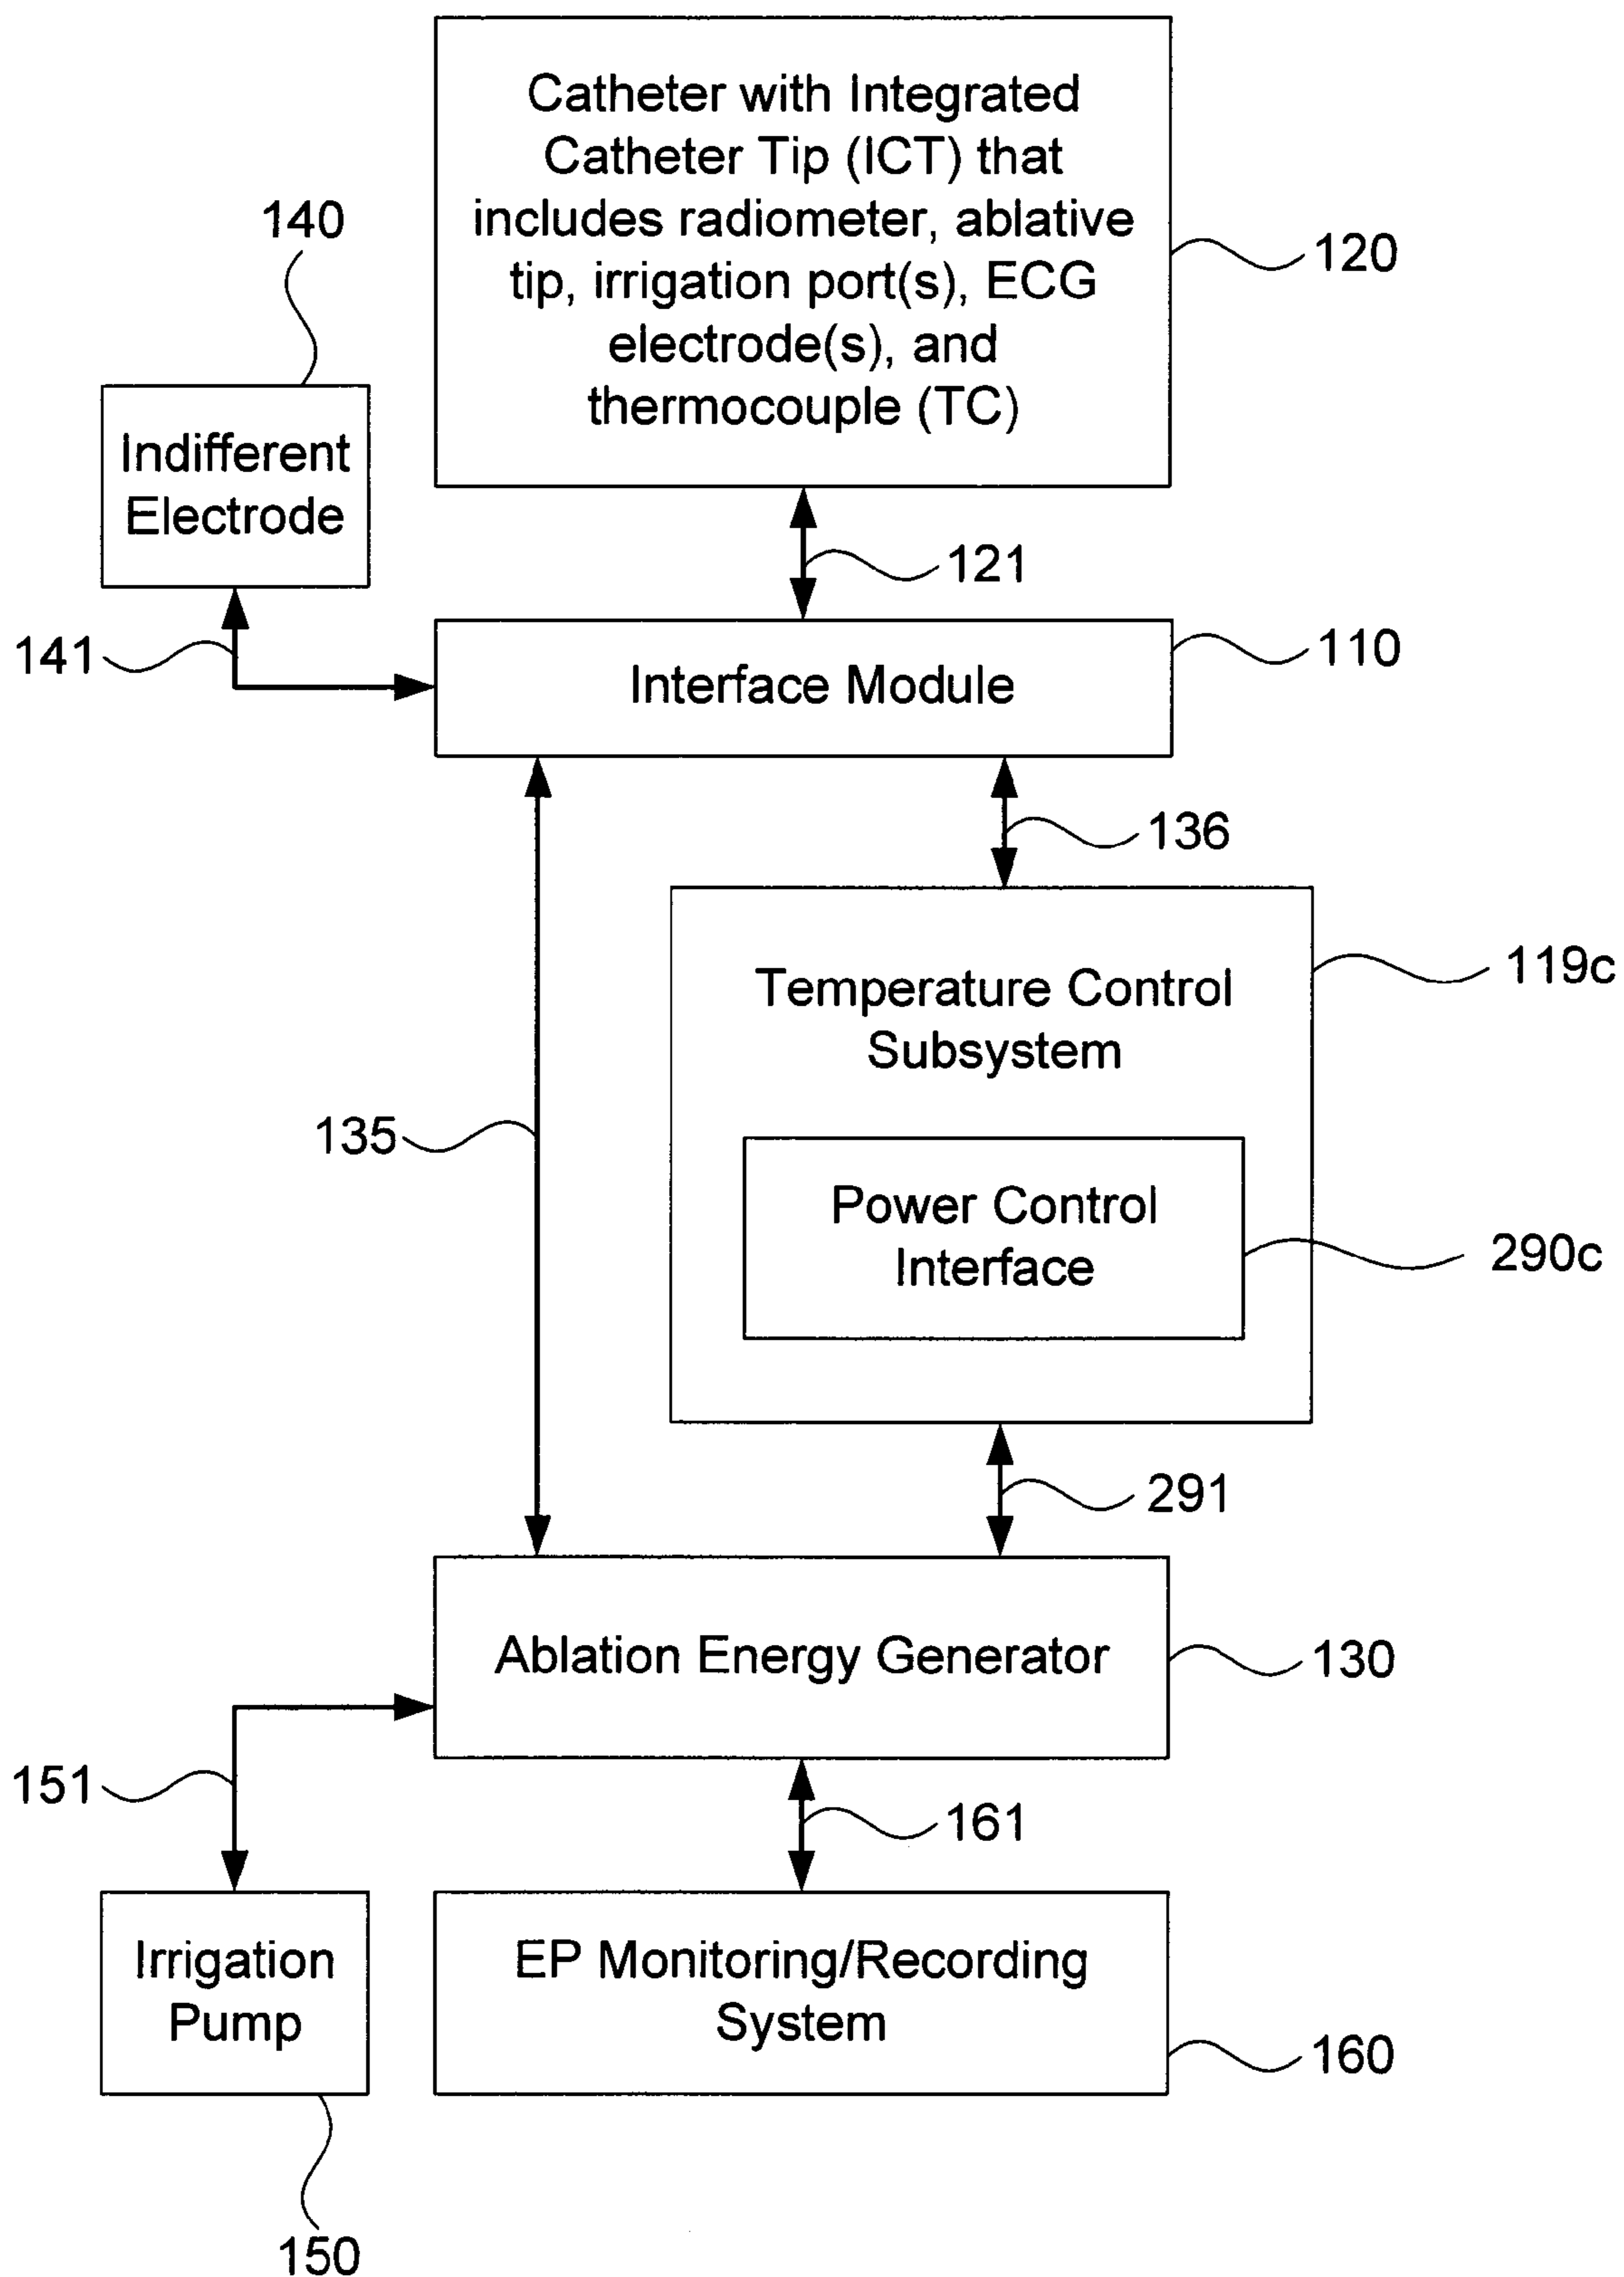 Catheter with Integrated
Catheter Tip (ICT) that
includes radiometer, ablative
tip, irrigation port(s), ECG
electrode(s), and
thermocouple (TC)
120
140
Indifferent
Electrode
121
141
Interface Module
110
136
Temperature Control
Subsystem
119c
135
Power Control
Interface
290c
291
Ablation Energy Generator
130
151
161
Irrigation
Pump
EP Monitoring/Recording
System
160
150